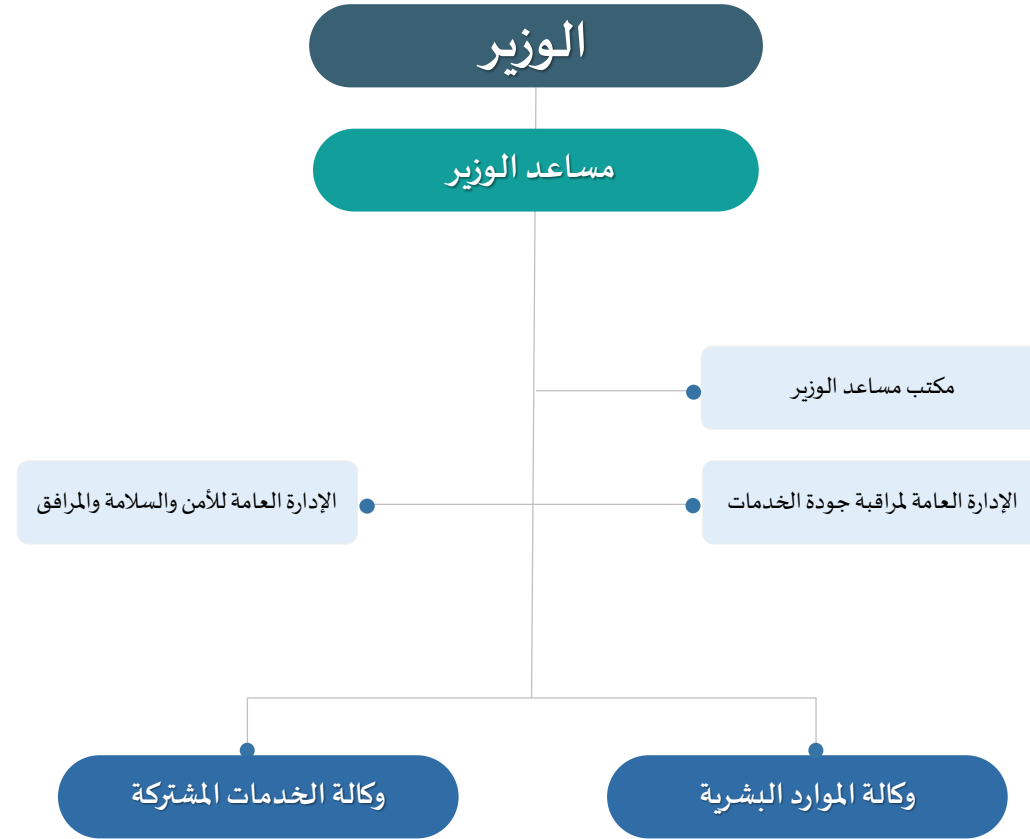 الوزير
مساعد الوزير
مكتب مساعد الوزير
الإدارة العامة لمراقبة جودة الخدمات
الإدارة العامة للأمن والسلامة والمرافق
وكالة الموارد البشرية
وكالة الخدمات المشتركة